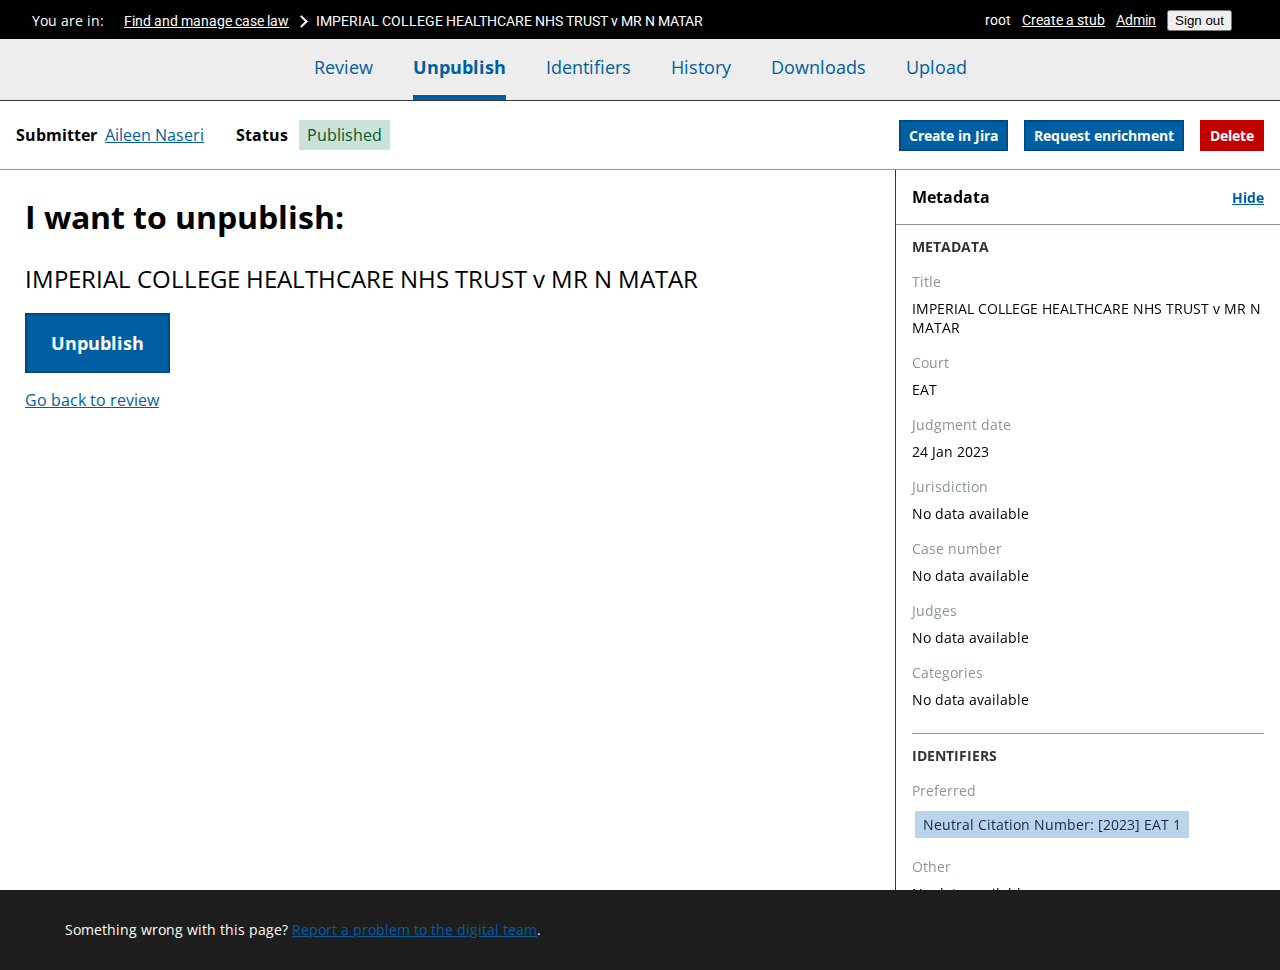 You are in: Find and manage case law IMPERIAL COLLEGE HEALTHCARE NHS TRUST v MR N MATAR root Create a stub Admin Sign out
Review Unpublish Identifiers History Downloads Upload
Submitter Aileen Naseri Status Published Create in Jira Request enrichment Delete
I want to unpublish:
IMPERIAL COLLEGE HEALTHCARE NHS TRUST v MR N MATAR
Unpublish
Go back to review
Metadata Hide
METADATA
Title
IMPERIAL COLLEGE HEALTHCARE NHS TRUST v MR N
MATAR
Court
EAT
Judgment date
24 Jan 2023
Jurisdiction
No data available
Case number
No data available
Judges
No data available
Categories
No data available
IDENTIFIERS
Preferred
Neutral Citation Number: [2023] EAT 1
Other
Something wrong with this page? Report a problem to the digital team.